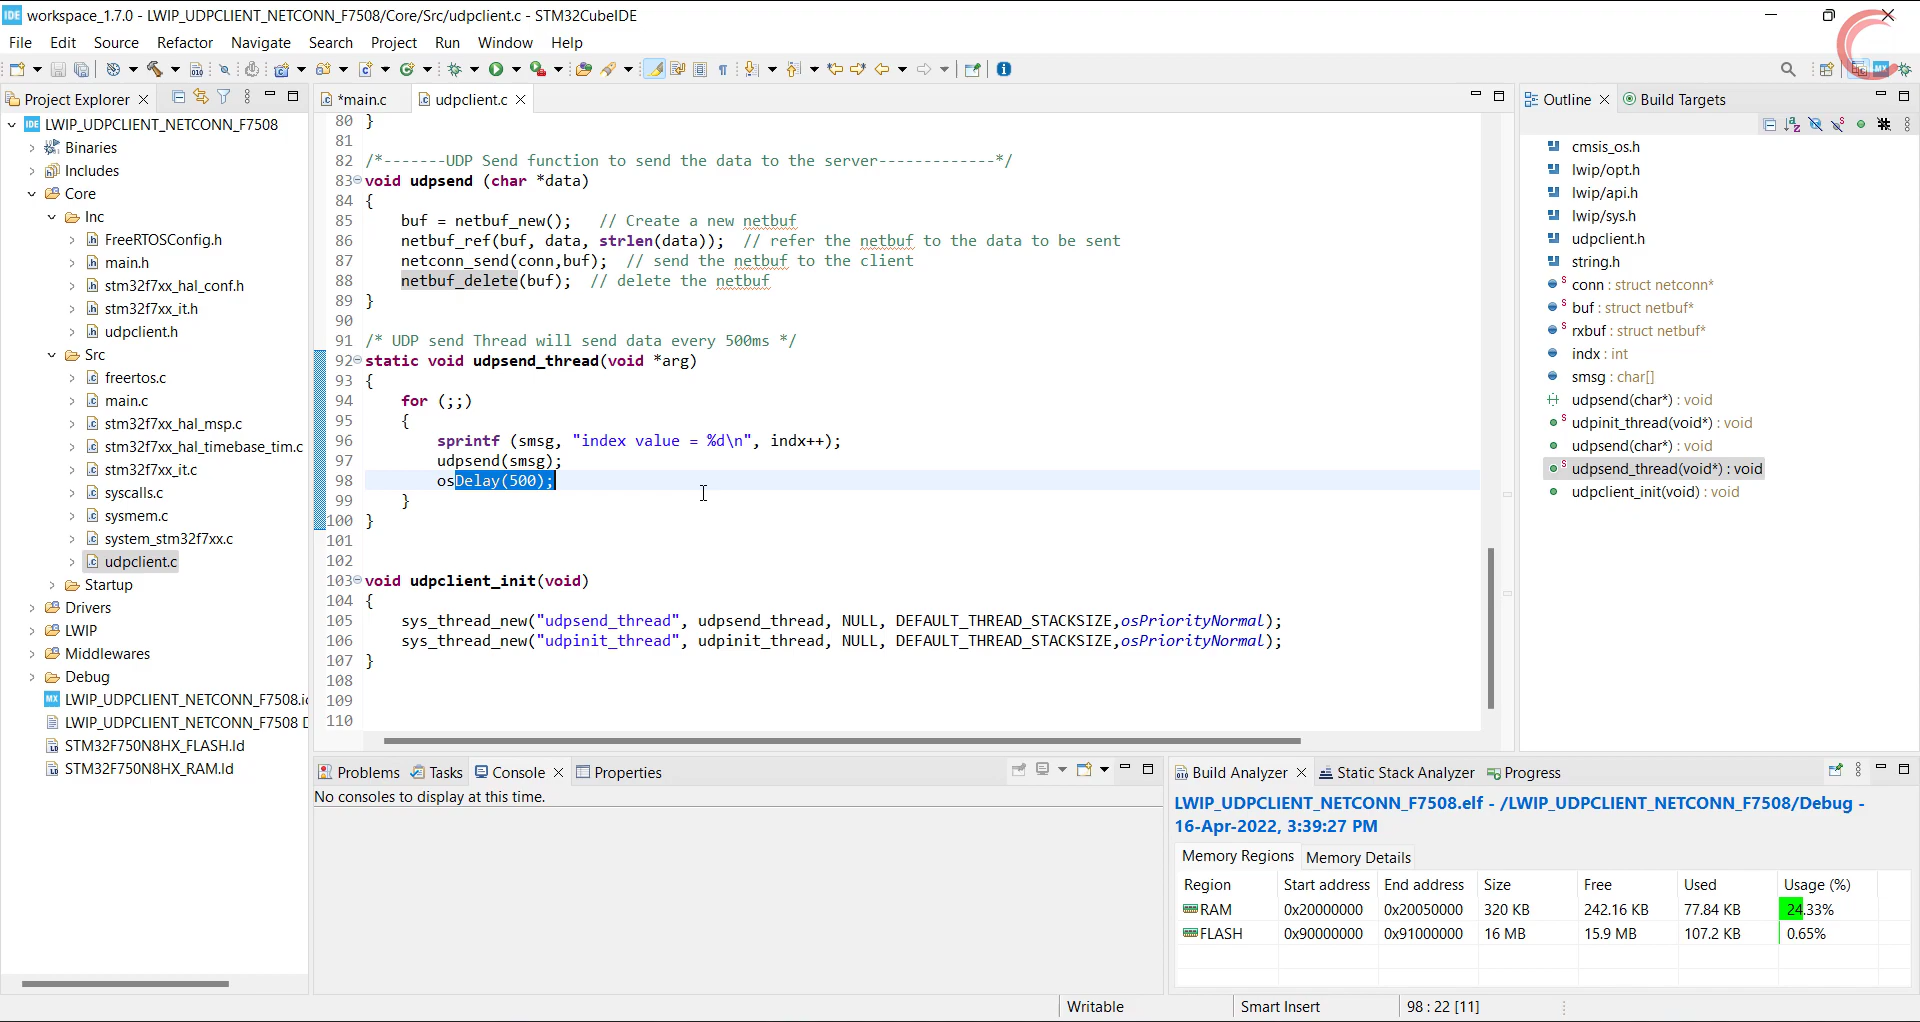 IDE workspace_1.7.0 - LWIP_UDPCLIENT_NETCONN_F7508/Core/Src/udpclient.c - STM32CubeIDE
File Edit Source Refactor Navigate Search Project Run Window Help
Project Explorer
IDE LWIP_UDPCLIENT_NETCONN_F7508
Binaries
Includes
Core
Inc
FreeRTOSConfig.h
main.h
stm32f7xx_hal_conf.h
stm32f7xx_it.h
udpclient.h
Src
freertos.c
main.c
stm32f7xx_hal_msp.c
stm32f7xx_hal_timebase_tim.c
stm32f7xx_it.c
syscalls.c
sysmem.c
system_stm32f7xx.c
udpclient.c
Startup
Drivers
LWIP
Middlewares
Debug
MX LWIP_UDPCLIENT_NETCONN_F7508.i
LWIP_UDPCLIENT_NETCONN_F7508 D
STM32F750N8HX_FLASH.ld
STM32F750N8HX_RAM.ld
*main.c udpclient.c
80 }
81
82 /*-------UDP Send function to send the data to the server-------------*/
83 void udpsend (char *data)
84 {
85 buf = netbuf_new(); // Create a new netbuf
86 netbuf_ref(buf, data, strlen(data)); // refer the netbuf to the data to be sent
87 netconn_send(conn,buf); // send the netbuf to the client
88 netbuf_delete(buf); // delete the netbuf
89 }
90
91 /* UDP send Thread will send data every 500ms */
92 static void udpsend_thread(void *arg)
93 {
94 for (;;)
95 {
96 sprintf (smsg, "index value = %d\n", indx++);
97 udpsend(smsg);
98 osDelay(500);
99 }
100 }
101
102
103 void udpclient_init(void)
104 {
105 sys_thread_new("udpsend_thread", udpsend_thread, NULL, DEFAULT_THREAD_STACKSIZE,osPriorityNormal);
106 sys_thread_new("udpinit_thread", udpinit_thread, NULL, DEFAULT_THREAD_STACKSIZE,osPriorityNormal);
107 }
108
109
110
Outline Build Targets
cmsis_os.h
lwip/opt.h
lwip/api.h
lwip/sys.h
udpclient.h
string.h
conn : struct netconn*
buf : struct netbuf*
rxbuf : struct netbuf*
indx : int
smsg : char[]
udpsend(char*) : void
udpinit_thread(void*) : void
udpsend(char*) : void
udpsend_thread(void*) : void
udpclient_init(void) : void
Problems Tasks Console Properties
No consoles to display at this time.
Build Analyzer Static Stack Analyzer Progress
LWIP_UDPCLIENT_NETCONN_F7508.elf - /LWIP_UDPCLIENT_NETCONN_F7508/Debug -
16-Apr-2022, 3:39:27 PM
Memory Regions Memory Details
Region Start address End address Size Free Used Usage (%)
RAM 0x20000000 0x20050000 320 KB 242.16 KB 77.84 KB 24.33%
FLASH 0x90000000 0x91000000 16 MB 15.9 MB 107.2 KB 0.65%
Writable Smart Insert 98 : 22 [11]